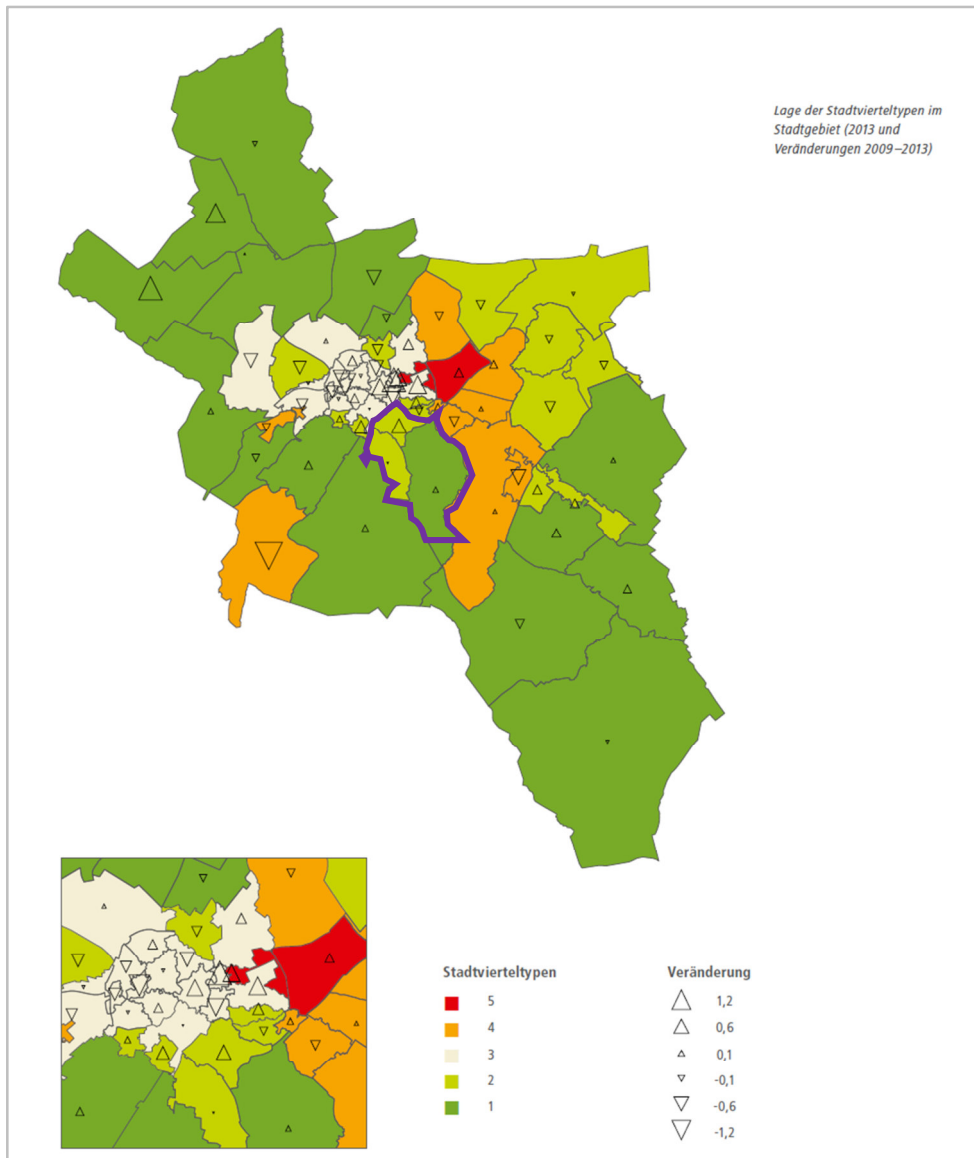 Lage der Stadtvierteltypen im
Stadtgebiet (2013 und
Veränderungen 2009–2013)
Stadtvierteltypen
5
4
3
2
1
Veränderung
1,2
0,6
0,1
-0,1
-0,6
-1,2